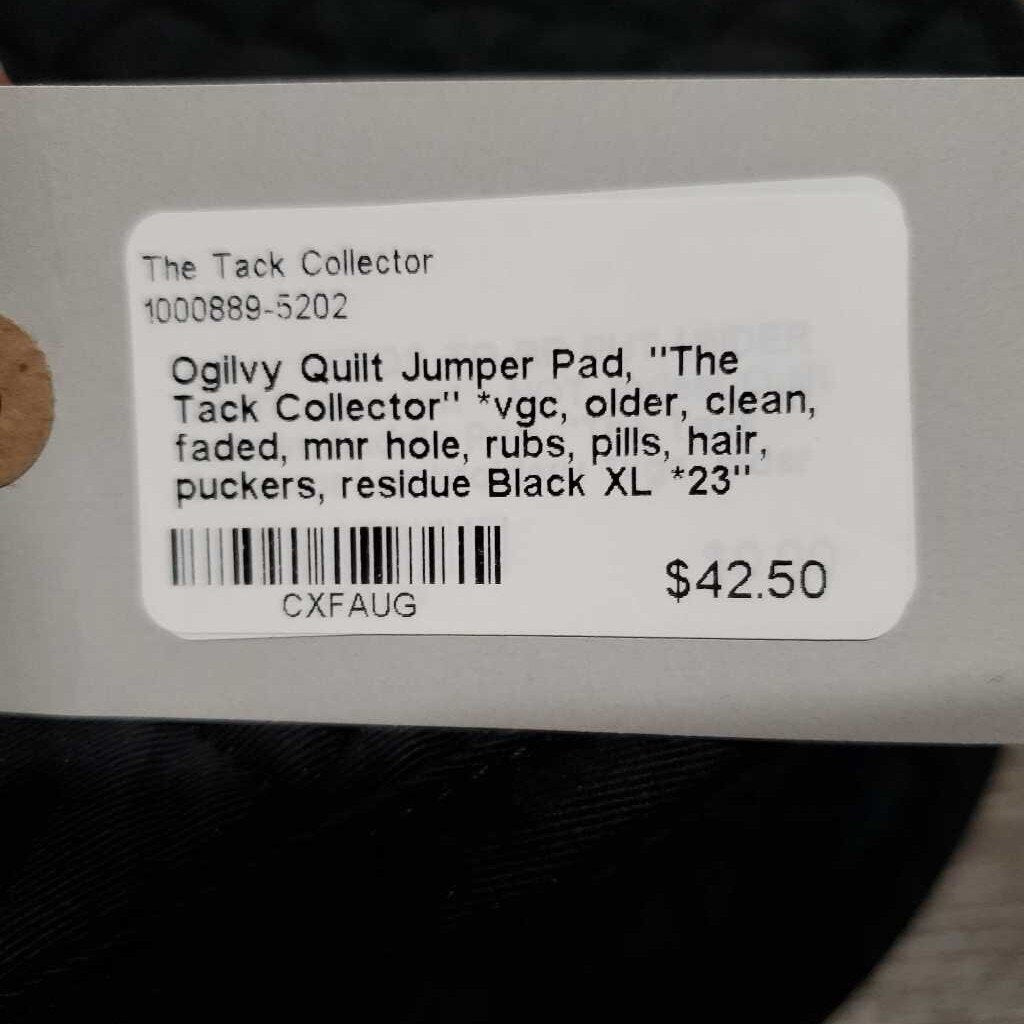 The Tack Collector
1000889-5202
Ogilvy Quilt Jumper Pad, "The
Tack Collector" *vgc, older, clean,
faded, mnr hole, rubs, pills, hair,
puckers, residue Black XL *23"
CXFAUG
$42.50